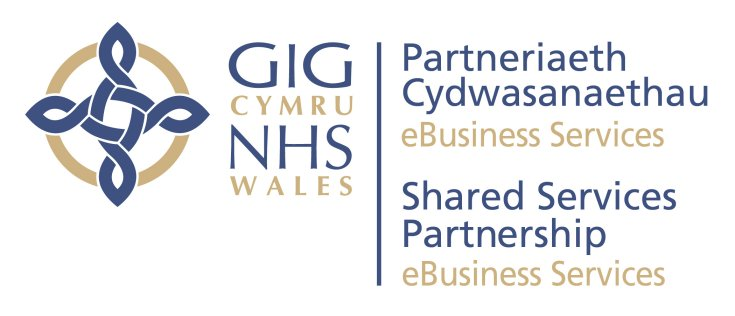 GIG
CYMRU
NHS
WALES
Partneriaeth
Cydwasanaethau
eBusiness Services
Shared Services
Partnership
eBusiness Services